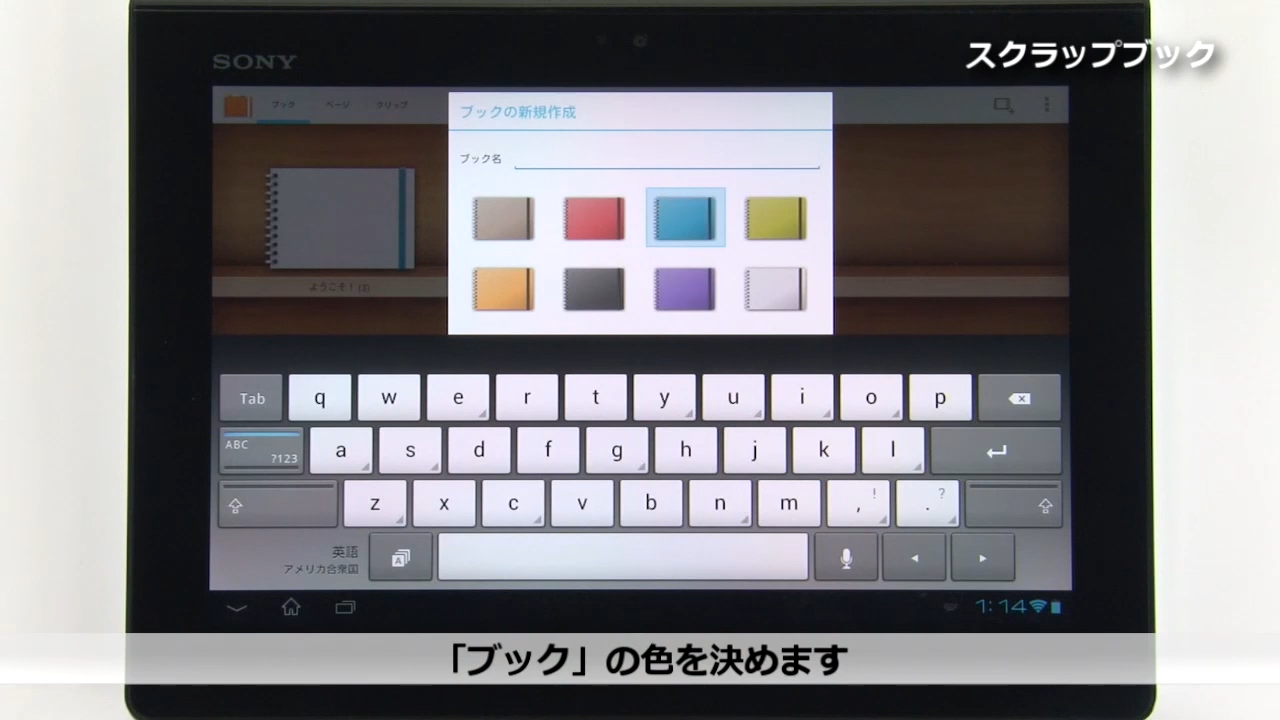 スクラップブック
SONY
ブック ページ クリップ
ブックの新規作成
ブック名
ようこそ！(3)
Tab q w e r t y u i o p
ABC ?123 a s d f g h j k l
z x c v b n m , ! . ?
英語
アメリカ合衆国
A
1:14
「ブック」の色を決めます